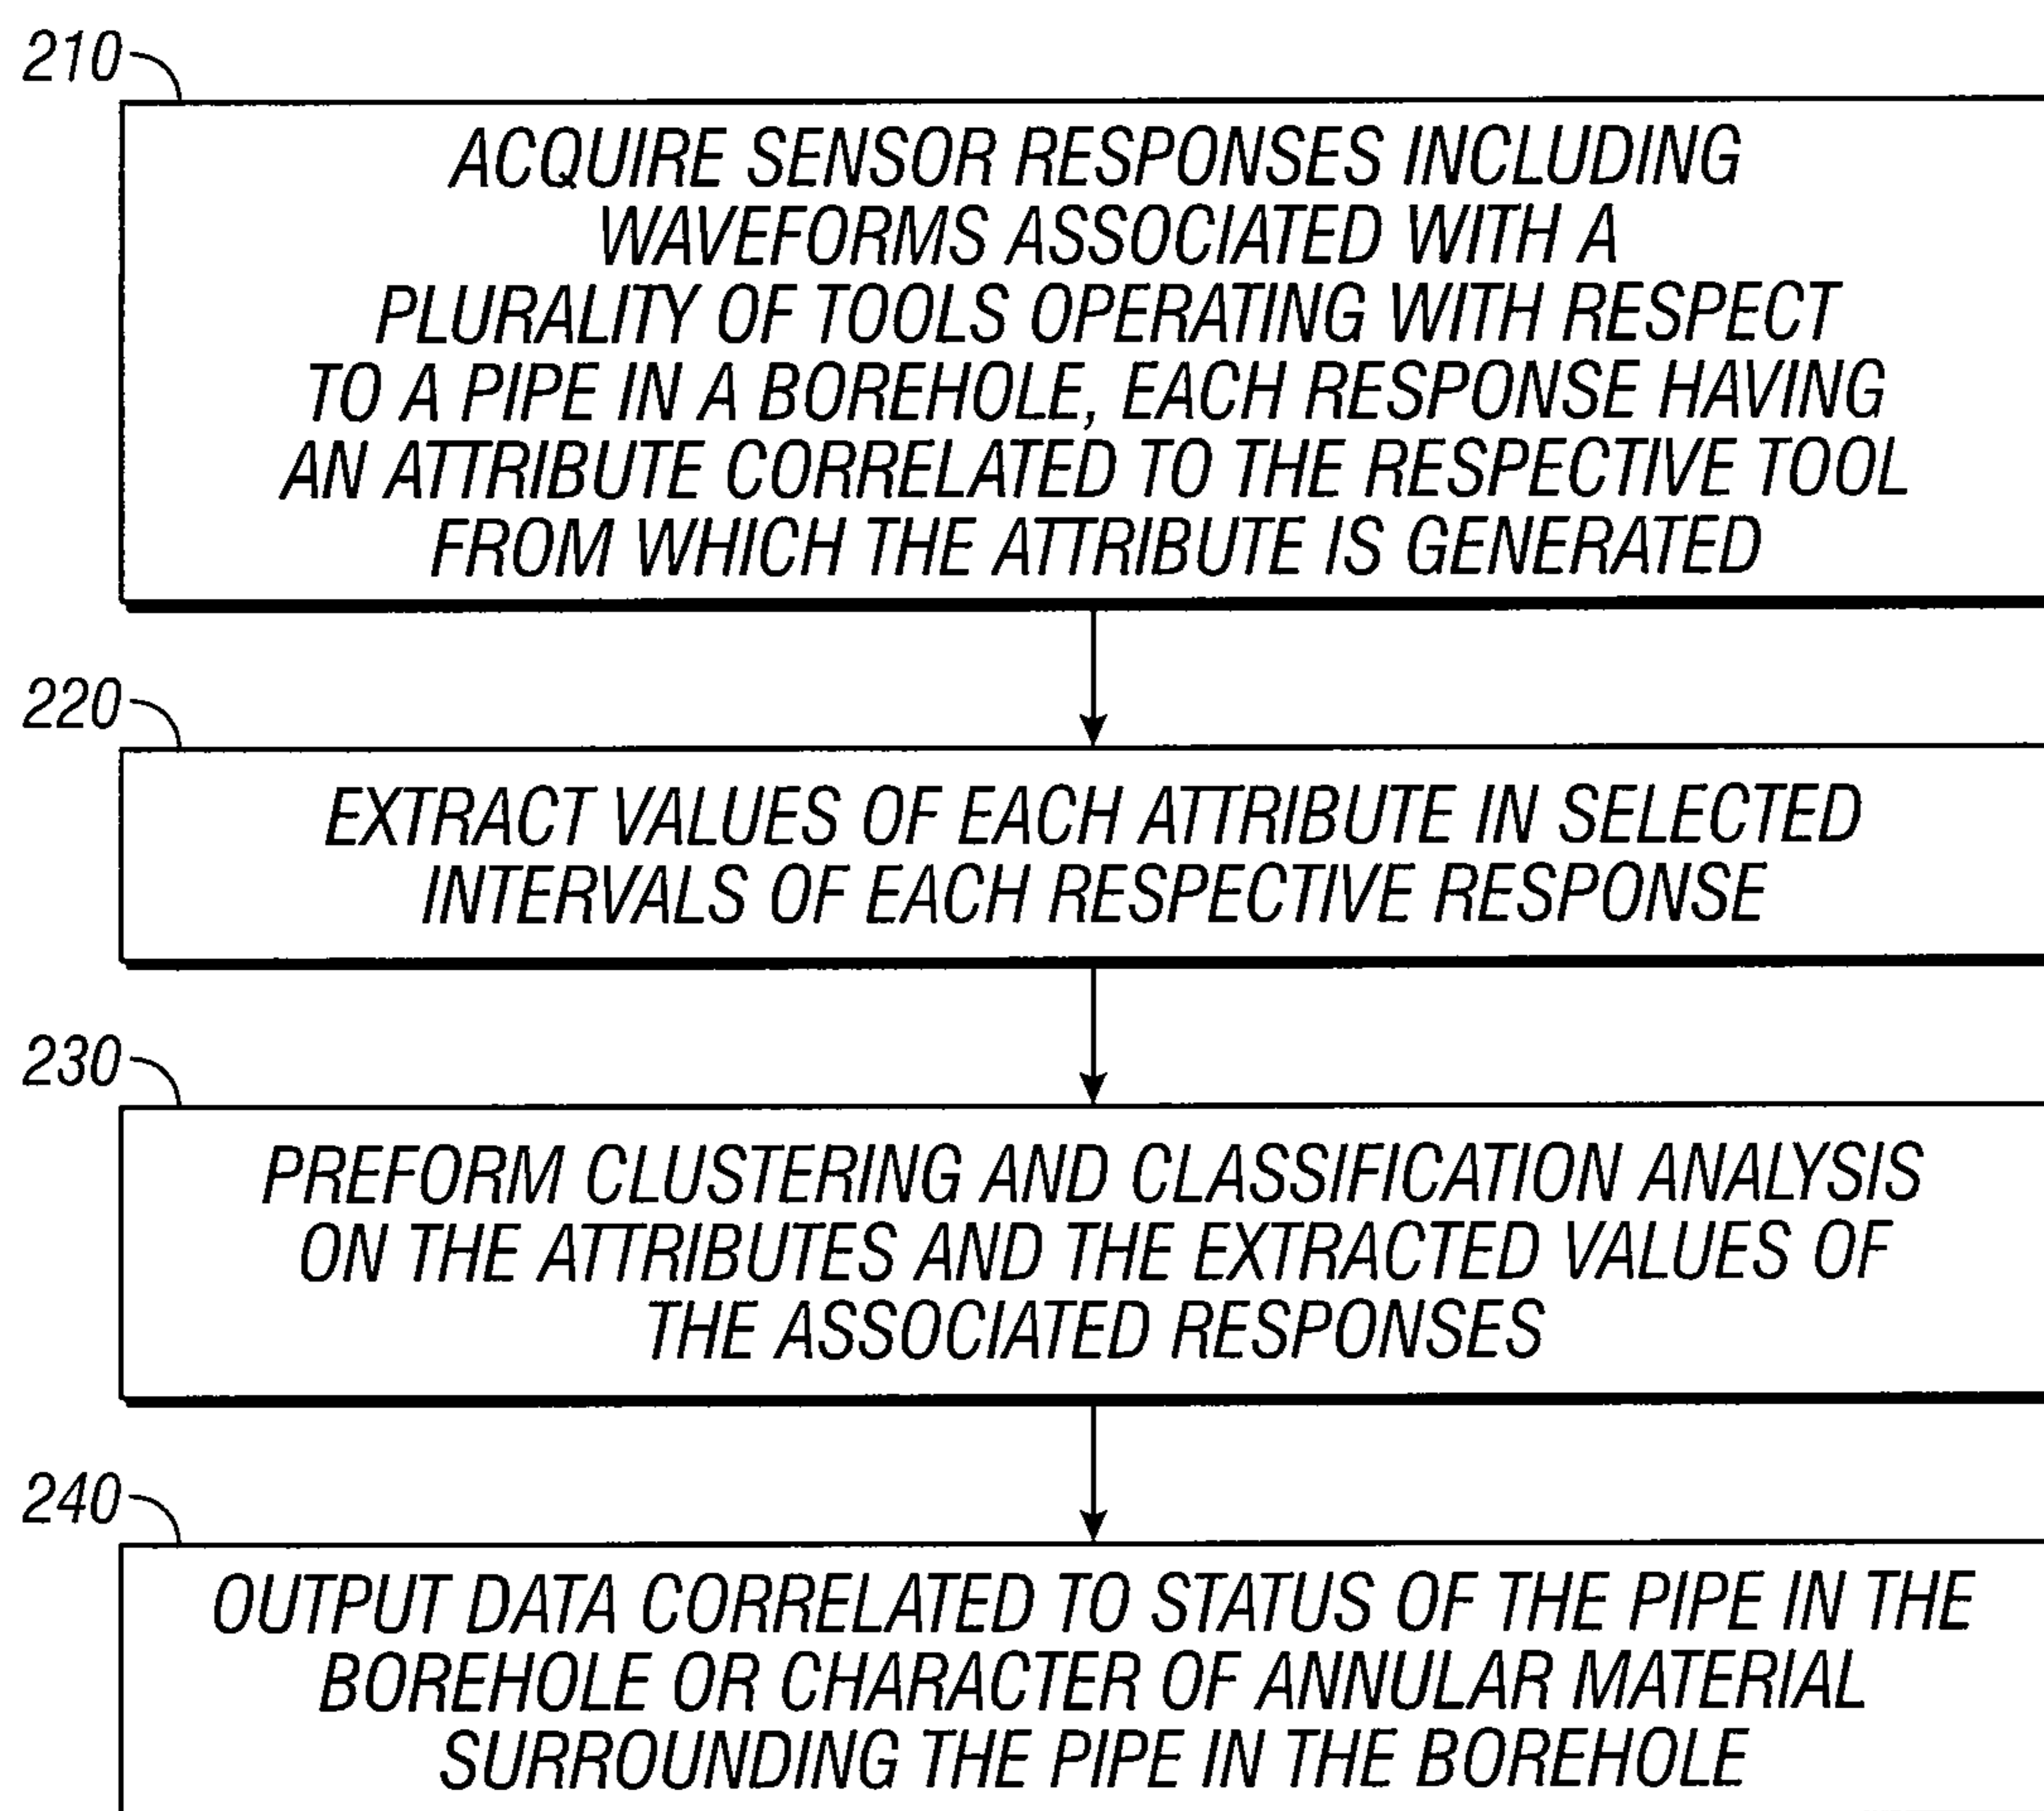 210
ACQUIRE SENSOR RESPONSES INCLUDING
WAVEFORMS ASSOCIATED WITH A
PLURALITY OF TOOLS OPERATING WITH RESPECT
TO A PIPE IN A BOREHOLE, EACH RESPONSE HAVING
AN ATTRIBUTE CORRELATED TO THE RESPECTIVE TOOL
FROM WHICH THE ATTRIBUTE IS GENERATED
220
EXTRACT VALUES OF EACH ATTRIBUTE IN SELECTED
INTERVALS OF EACH RESPECTIVE RESPONSE
230
PREFORM CLUSTERING AND CLASSIFICATION ANALYSIS
ON THE ATTRIBUTES AND THE EXTRACTED VALUES OF
THE ASSOCIATED RESPONSES
240
OUTPUT DATA CORRELATED TO STATUS OF THE PIPE IN THE
BOREHOLE OR CHARACTER OF ANNULAR MATERIAL
SURROUNDING THE PIPE IN THE BOREHOLE